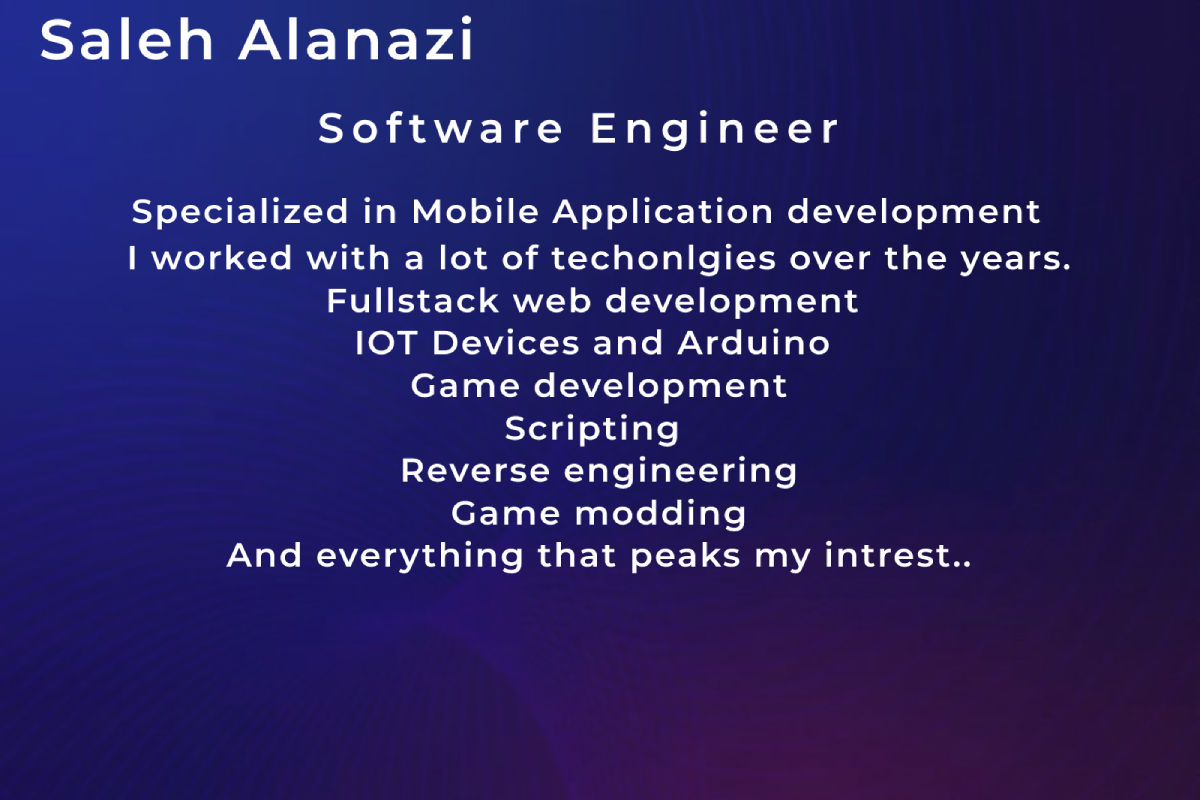 Saleh Alanazi
Software Engineer
Specialized in Mobile Application development
I worked with a lot of techonlgies over the years.
Fullstack web development
IOT Devices and Arduino
Game development
Scripting
Reverse engineering
Game modding
And everything that peaks my intrest..